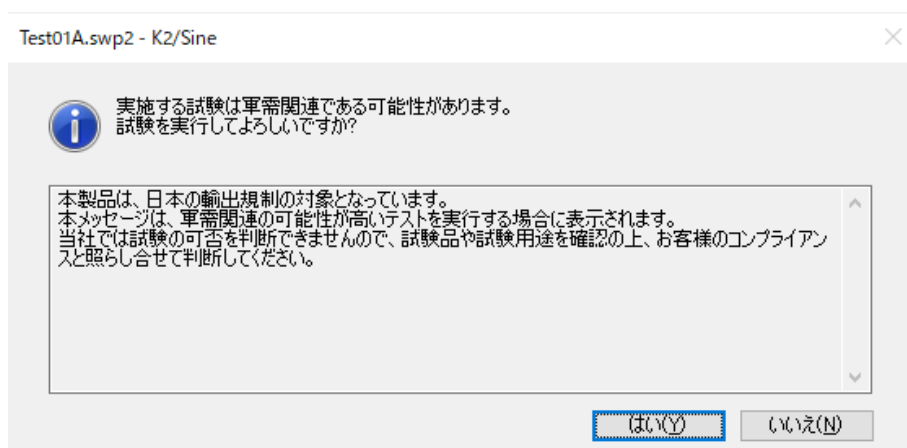 Test01A.swp2 - K2/Sine
実施する試験は軍需関連である可能性があります。
試験を実行してよろしいですか?
本製品は、日本の輸出規制の対象となっています。
本メッセージは、軍需関連の可能性が高いテストを実行する場合に表示されます。
当社では試験の可否を判断できませんので、試験品や試験用途を確認の上、お客様のコンプライアン
スと照らし合せて判断してください。
はい(Y)
いいえ(N)